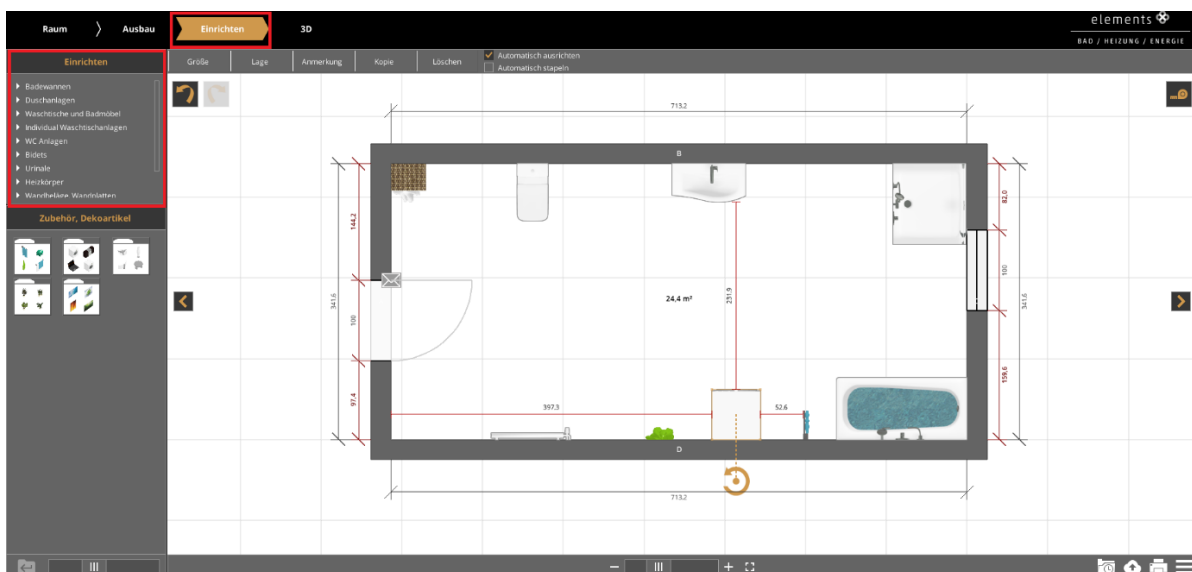 Raum 〉 Ausbau Einrichten 3D
elements
BAD / HEIZUNG / ENERGIE
Einrichten
Größe Lage Anmerkung Kopie Löschen
Automatisch ausrichten
Automatisch stapeln
Badewannen
Duschanlagen
Waschtische und Badmöbel
Individual Waschtischanlagen
WC Anlagen
Bidets
Urinale
Heizkörper
Wandbeläge, Wandplatten
Zubehör, Dekoartikel
713,2
B
82,0
144,2
100
341,6
341,6
24,4 m²
231,9
100
159,6
97,4
397,3
52,6
D
713,2